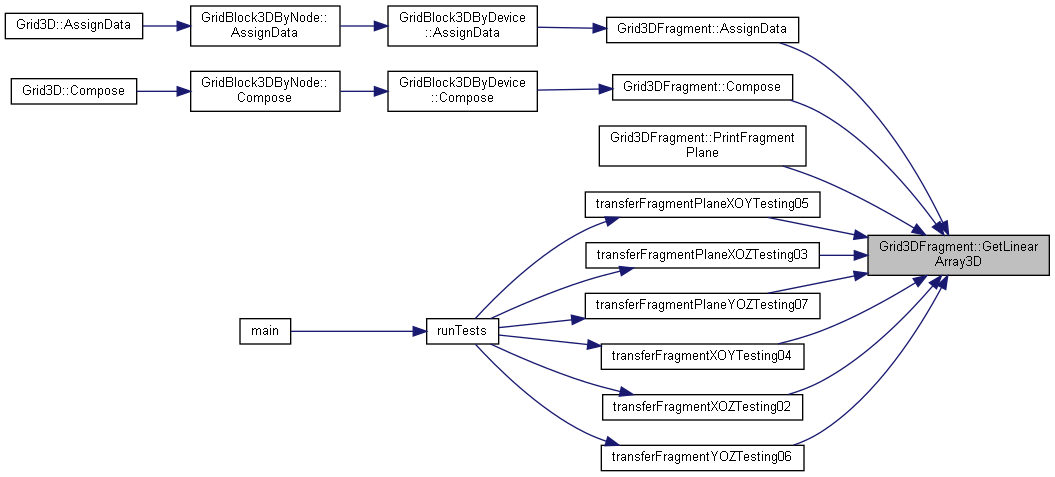 Grid3D::AssignData
GridBlock3DByNode::
AssignData
GridBlock3DByDevice
::AssignData
Grid3DFragment::AssignData
Grid3D::Compose
GridBlock3DByNode::
Compose
GridBlock3DByDevice
::Compose
Grid3DFragment::Compose
Grid3DFragment::PrintFragment
Plane
transferFragmentPlaneXOYTesting05
Grid3DFragment::GetLinear
Array3D
transferFragmentPlaneXOZTesting03
transferFragmentPlaneYOZTesting07
main
runTests
transferFragmentXOYTesting04
transferFragmentXOZTesting02
transferFragmentYOZTesting06